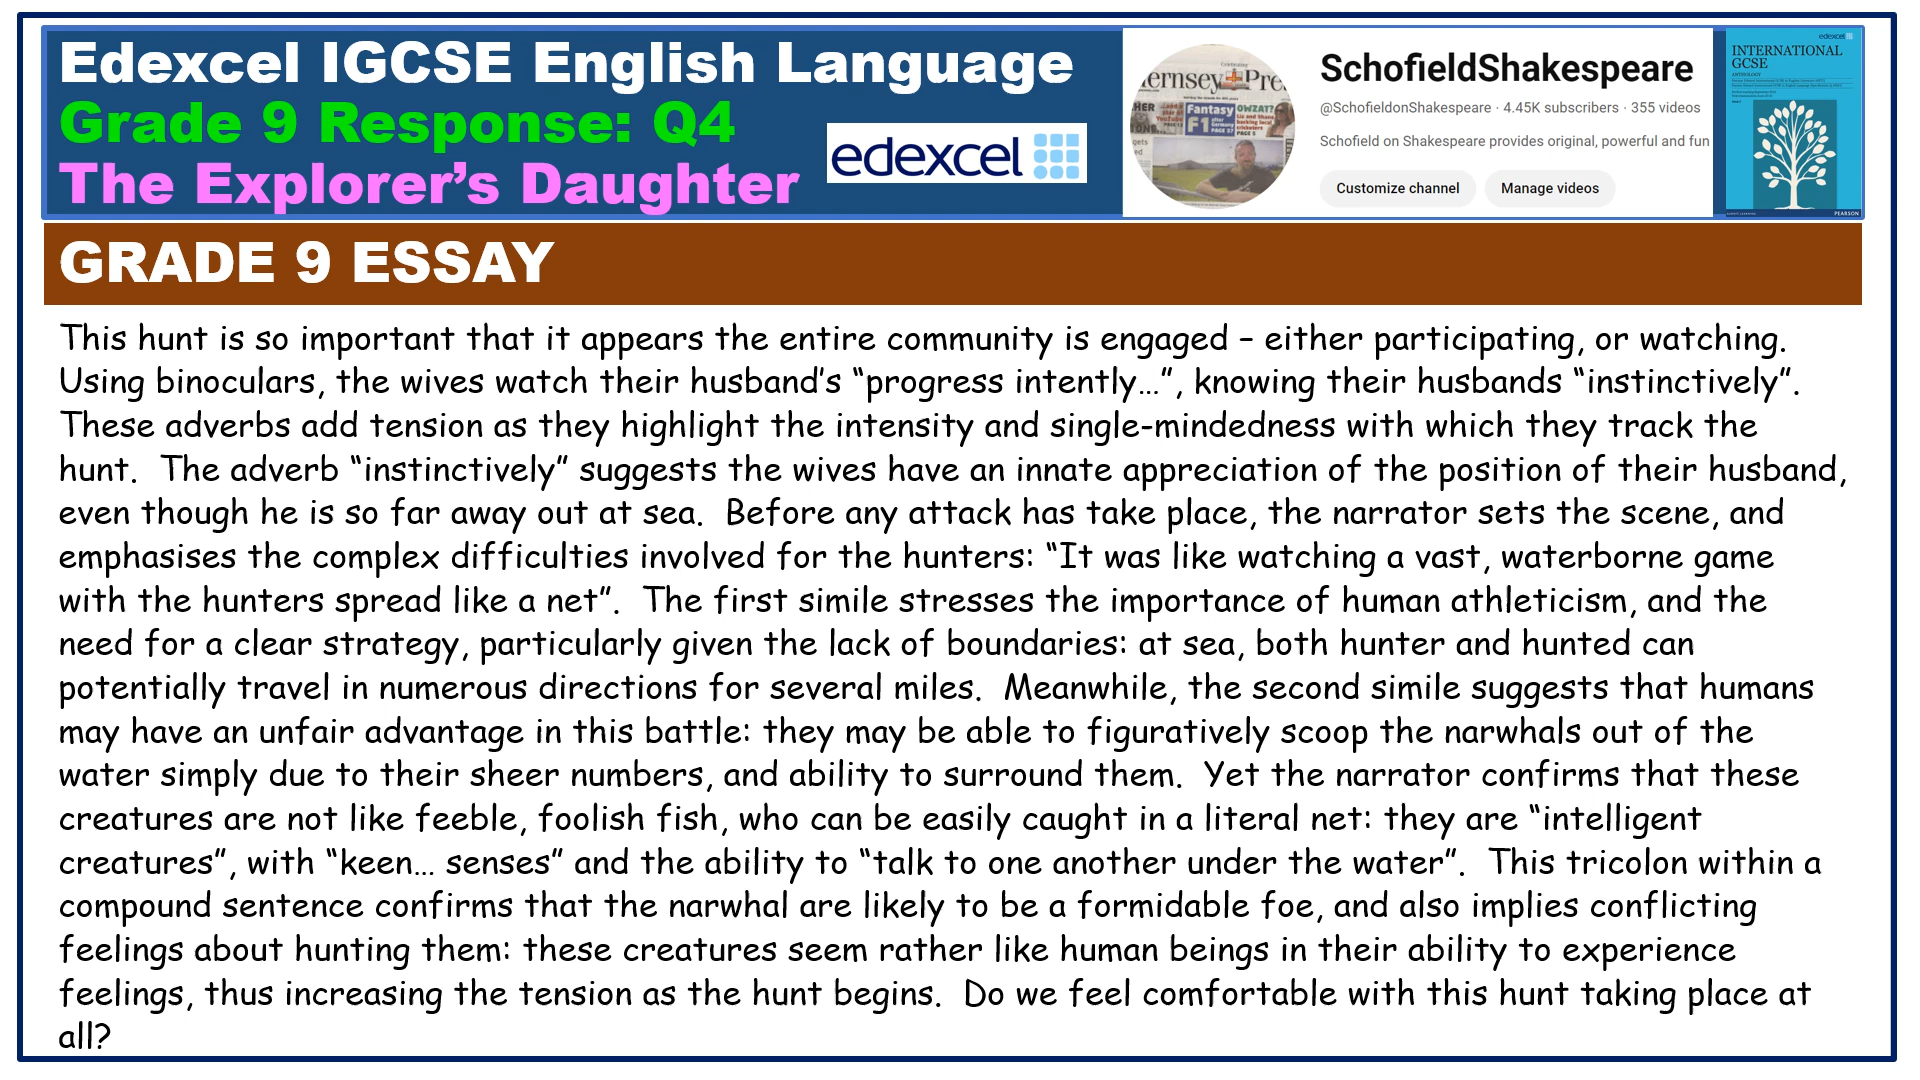 Edexcel IGCSE English Language
Grade 9 Response: Q4
The Explorer's Daughter
edexcel
SchofieldShakespeare
@SchofieldonShakespeare · 4.45K subscribers · 355 videos
Schofield on Shakespeare provides original, powerful and fun
Customize channel
Manage videos
ernsey Pre
Fantasy
F1
OWZAT?
edexcel
INTERNATIONAL
GCSE
ANTHOLOGY
PEARSON
GRADE 9 ESSAY
This hunt is so important that it appears the entire community is engaged – either participating, or watching.
Using binoculars, the wives watch their husband's “progress intently…”, knowing their husbands “instinctively”.
These adverbs add tension as they highlight the intensity and single-mindedness with which they track the
hunt. The adverb “instinctively” suggests the wives have an innate appreciation of the position of their husband,
even though he is so far away out at sea. Before any attack has take place, the narrator sets the scene, and
emphasises the complex difficulties involved for the hunters: “It was like watching a vast, waterborne game
with the hunters spread like a net”. The first simile stresses the importance of human athleticism, and the
need for a clear strategy, particularly given the lack of boundaries: at sea, both hunter and hunted can
potentially travel in numerous directions for several miles. Meanwhile, the second simile suggests that humans
may have an unfair advantage in this battle: they may be able to figuratively scoop the narwhals out of the
water simply due to their sheer numbers, and ability to surround them. Yet the narrator confirms that these
creatures are not like feeble, foolish fish, who can be easily caught in a literal net: they are “intelligent
creatures”, with “keen… senses” and the ability to “talk to one another under the water”. This tricolon within a
compound sentence confirms that the narwhal are likely to be a formidable foe, and also implies conflicting
feelings about hunting them: these creatures seem rather like human beings in their ability to experience
feelings, thus increasing the tension as the hunt begins. Do we feel comfortable with this hunt taking place at
all?